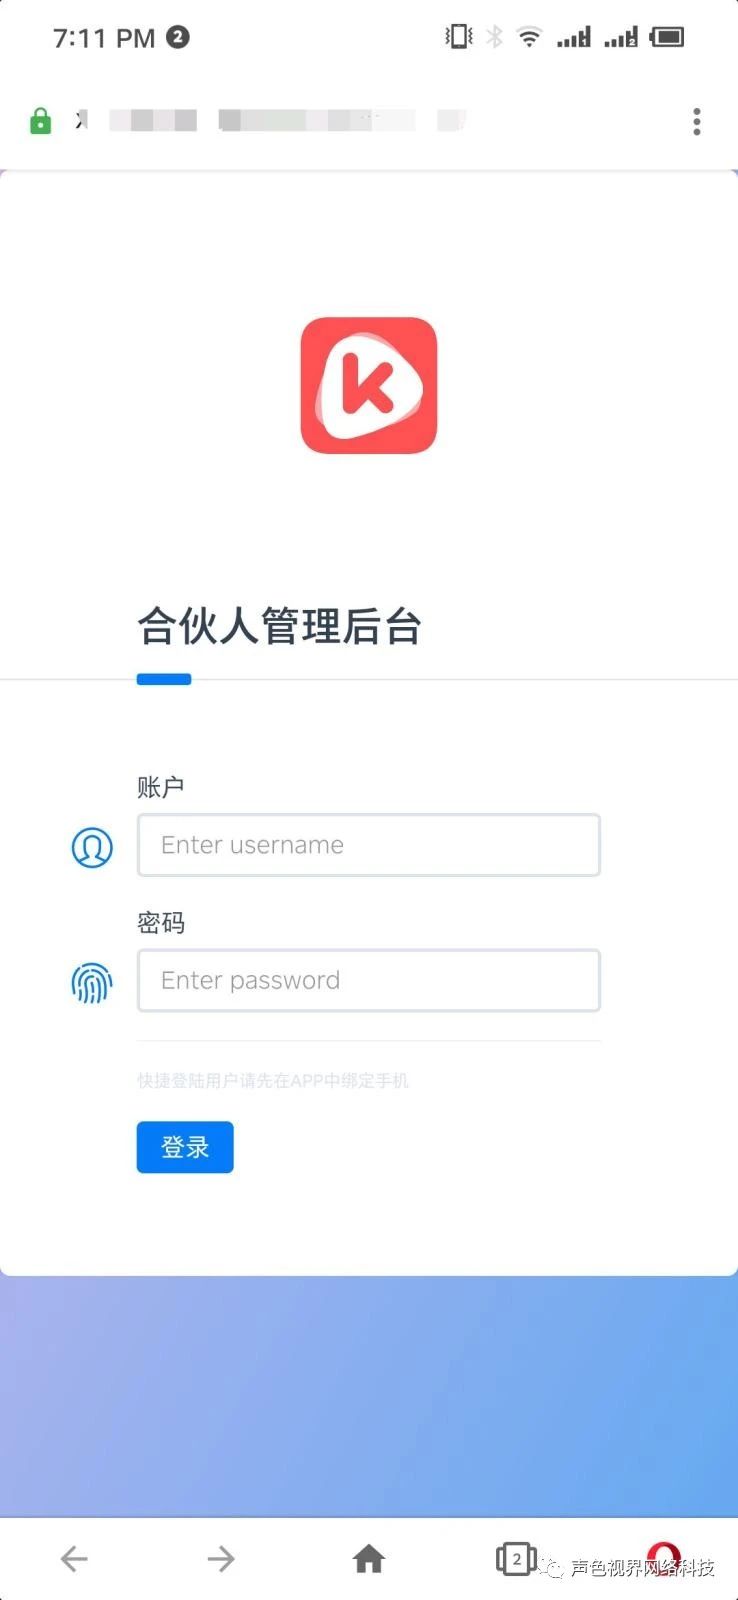 7:11 PM 2
K
合伙人管理后台
账户
Enter username
密码
Enter password
快捷登陆用户请先在APP中绑定手机
登录
2
声色视界网络科技